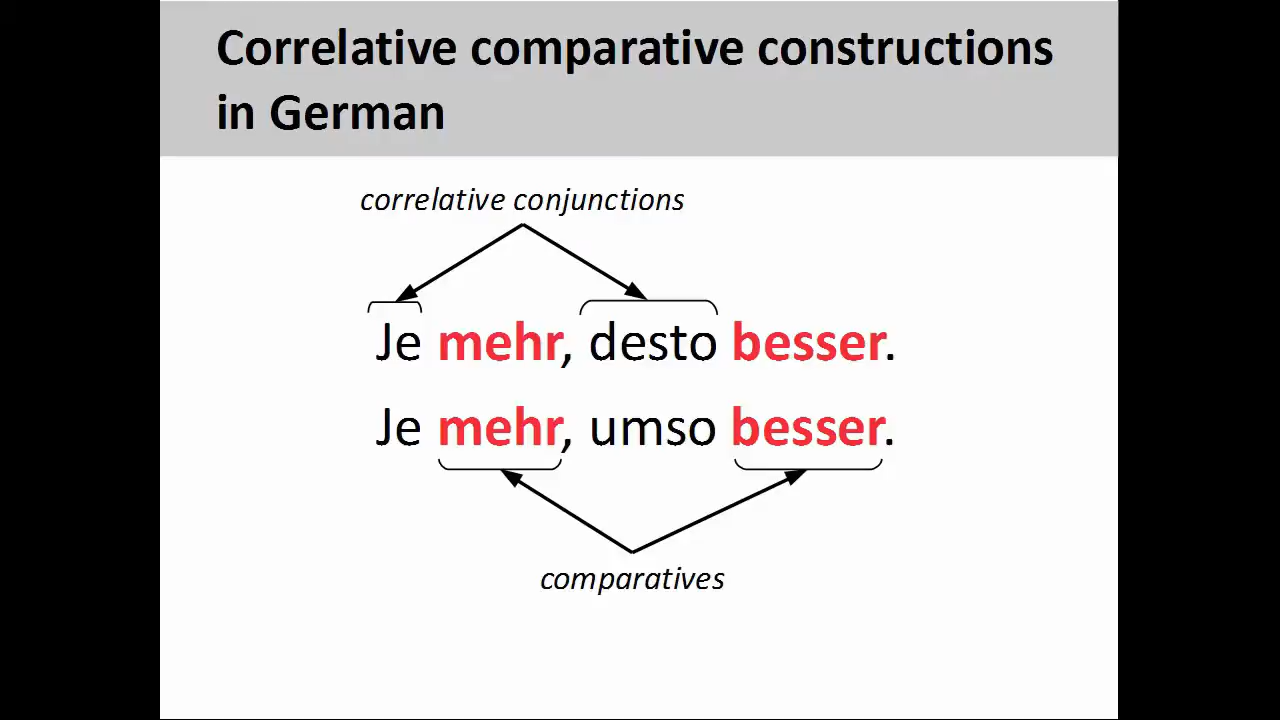 Correlative comparative constructions
in German
correlative conjunctions
Je mehr, desto besser.
Je mehr, umso besser.
comparatives